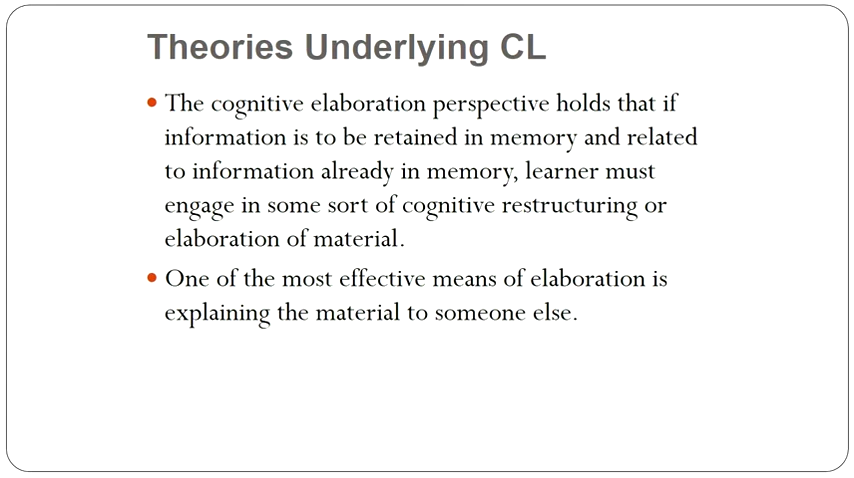 Theories Underlying CL
• The cognitive elaboration perspective holds that if
information is to be retained in memory and related
to information already in memory, learner must
engage in some sort of cognitive restructuring or
elaboration of material.
• One of the most effective means of elaboration is
explaining the material to someone else.